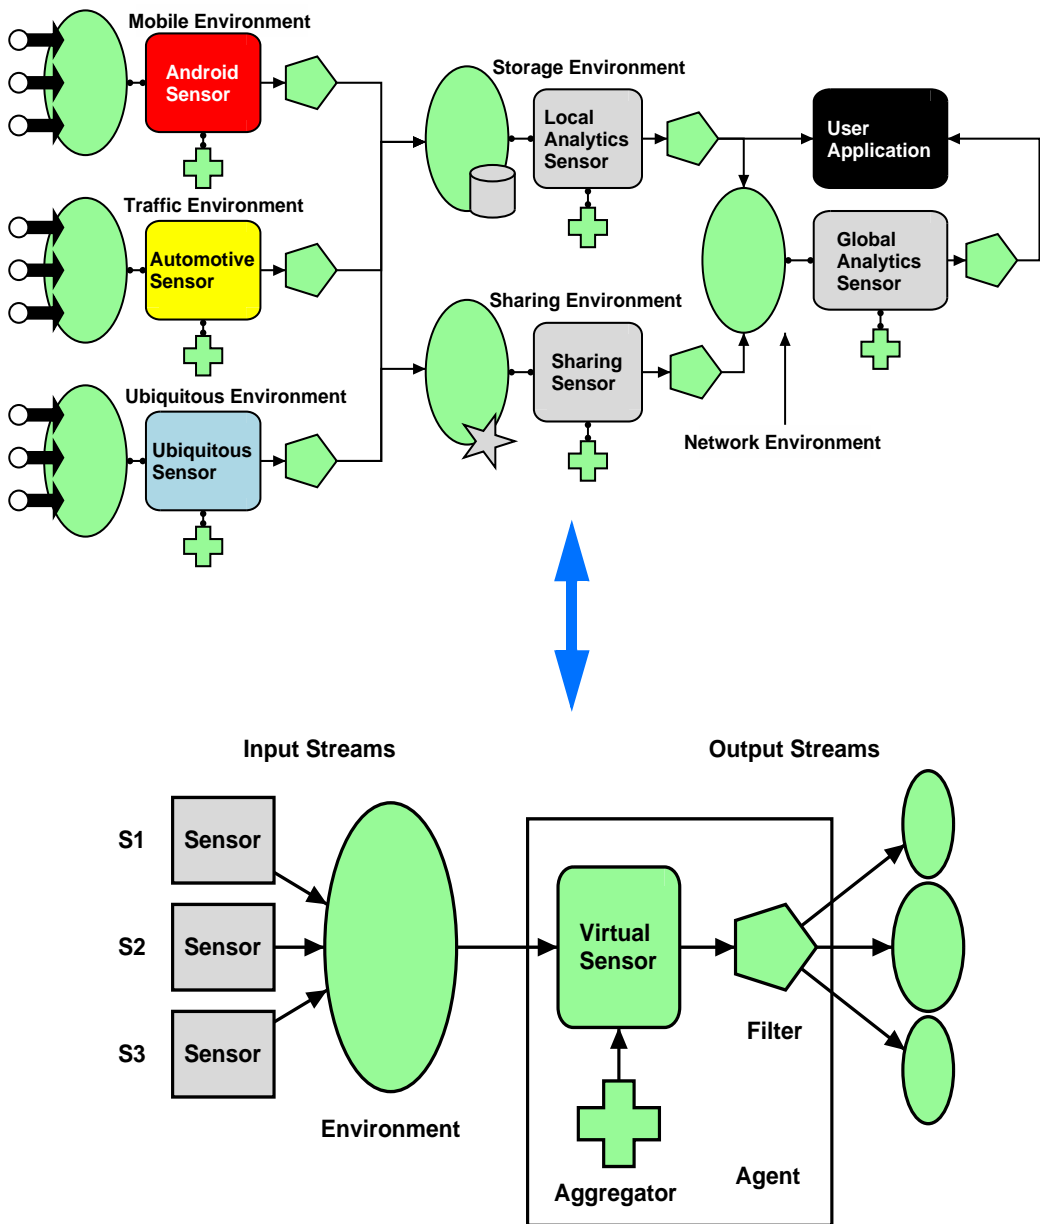 Mobile Environment
Android
Sensor
Traffic Environment
Automotive
Sensor
Ubiquitous Environment
Ubiquitous
Sensor
Storage Environment
Local
Analytics
Sensor
User
Application
Global
Analytics
Sensor
Sharing Environment
Sharing
Sensor
Network Environment
Input Streams
Output Streams
S1
Sensor
S2
Sensor
S3
Sensor
Environment
Virtual
Sensor
Filter
Aggregator
Agent